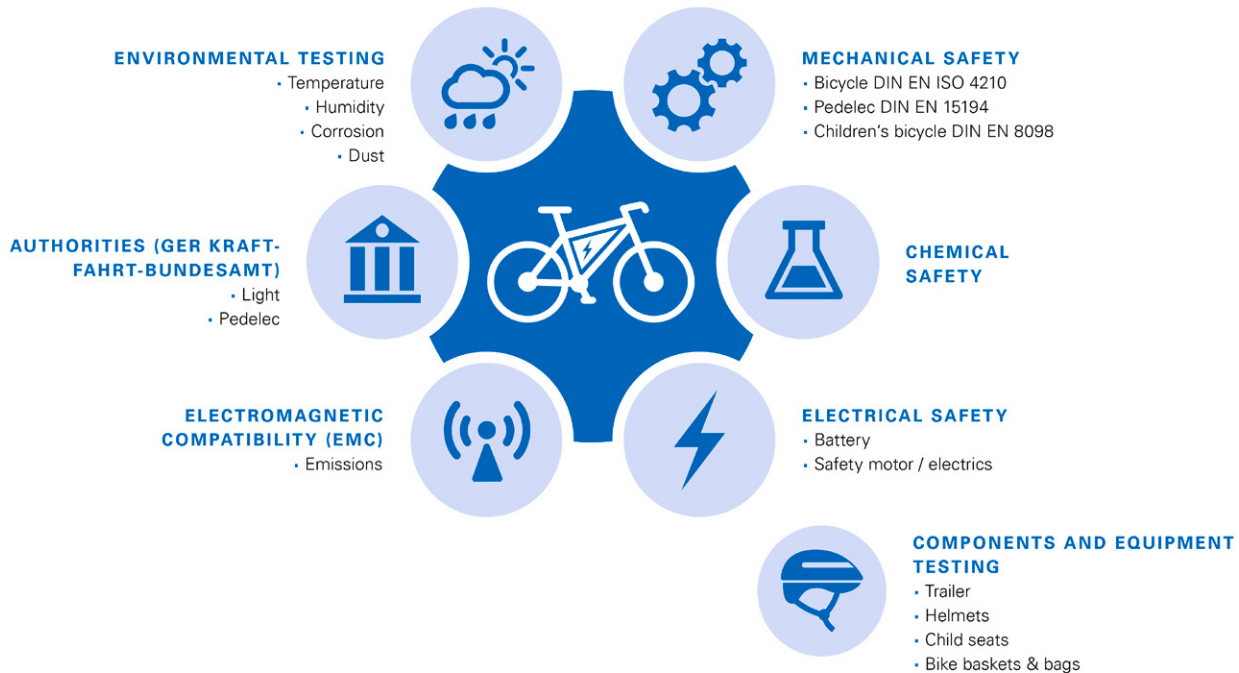 ENVIRONMENTAL TESTING
• Temperature
• Humidity
• Corrosion
• Dust
MECHANICAL SAFETY
• Bicycle DIN EN ISO 4210
• Pedelec DIN EN 15194
• Children's bicycle DIN EN 8098
AUTHORITIES (GER KRAFT-
FAHRT-BUNDESAMT)
• Light
• Pedelec
CHEMICAL
SAFETY
ELECTROMAGNETIC
COMPATIBILITY (EMC)
• Emissions
ELECTRICAL SAFETY
• Battery
• Safety motor / electrics
COMPONENTS AND EQUIPMENT
TESTING
• Trailer
• Helmets
• Child seats
• Bike baskets & bags